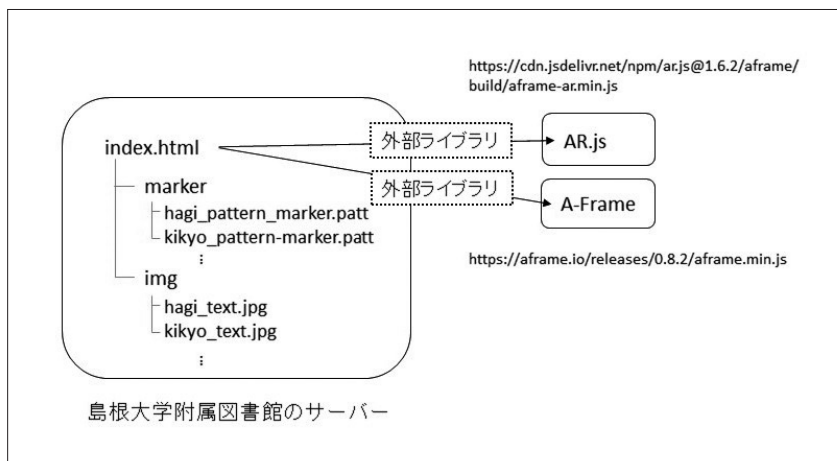 https://cdn.jsdelivr.net/npm/ar.js@1.6.2/aframe/
build/aframe-ar.min.js
外部ライブラリ
AR.js
index.html
外部ライブラリ
A-Frame
marker
hagi_pattern_marker.patt
kikyo_pattern-marker.patt
⋮
https://aframe.io/releases/0.8.2/aframe.min.js
img
hagi_text.jpg
kikyo_text.jpg
⋮
島根大学附属図書館のサーバー